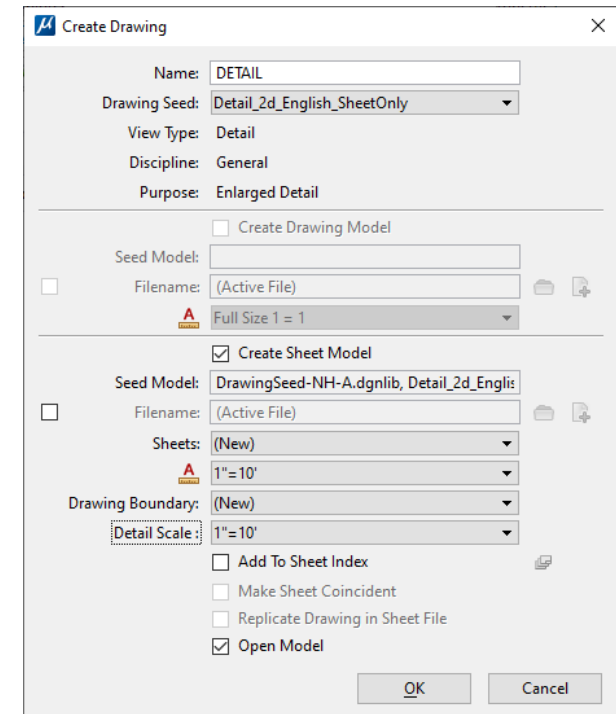 Create Drawing
Name: DETAIL
Drawing Seed: Detail_2d_English_SheetOnly
View Type: Detail
Discipline: General
Purpose: Enlarged Detail
Create Drawing Model
Seed Model:
Filename: (Active File)
A Full Size 1 = 1
Create Sheet Model
Seed Model: DrawingSeed-NH-A.dgnlib, Detail_2d_Englis
Filename: (Active File)
Sheets: (New)
A 1"=10'
Drawing Boundary: (New)
Detail Scale : 1"=10'
Add To Sheet Index
Make Sheet Coincident
Replicate Drawing in Sheet File
Open Model
OK Cancel